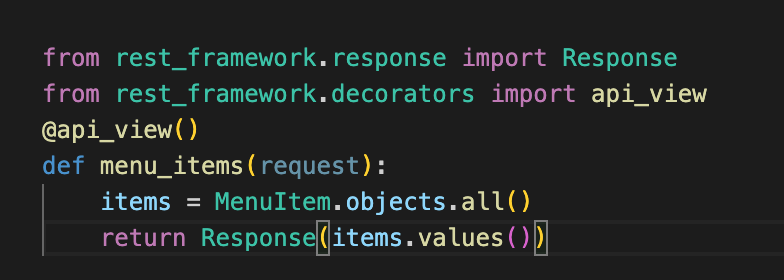 from rest_framework.response import Response
from rest_framework.decorators import api_view
@api_view()
def menu_items(request):
    items = MenuItem.objects.all()
    return Response(items.values())